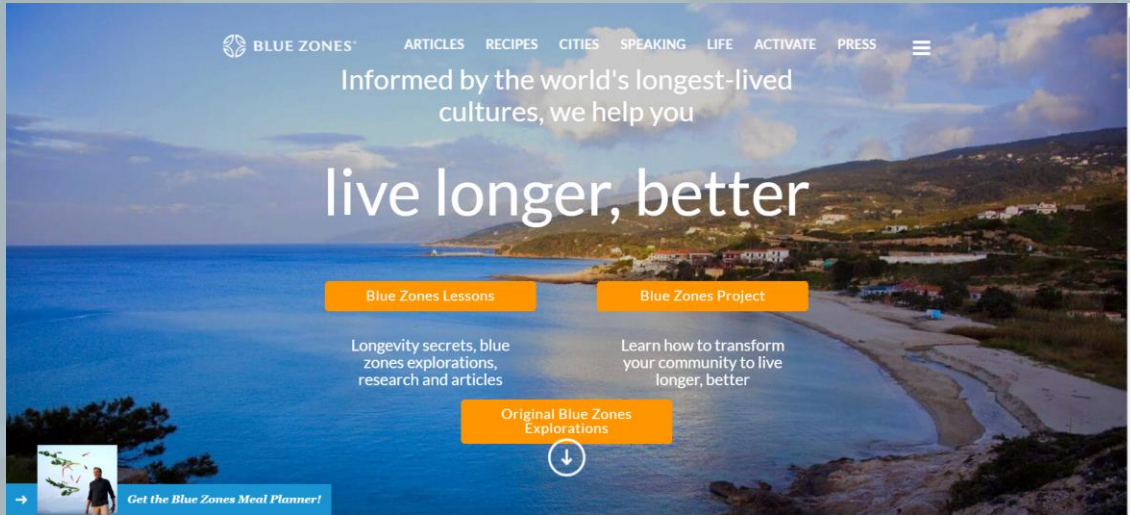 BLUE ZONES®
ARTICLES RECIPES CITIES SPEAKING LIFE ACTIVATE PRESS
Informed by the world's longest-lived
cultures, we help you
live longer, better
Blue Zones Lessons
Longevity secrets, blue
zones explorations,
research and articles
Blue Zones Project
Learn how to transform
your community to live
longer, better
Original Blue Zones
Explorations
Get the Blue Zones Meal Planner!